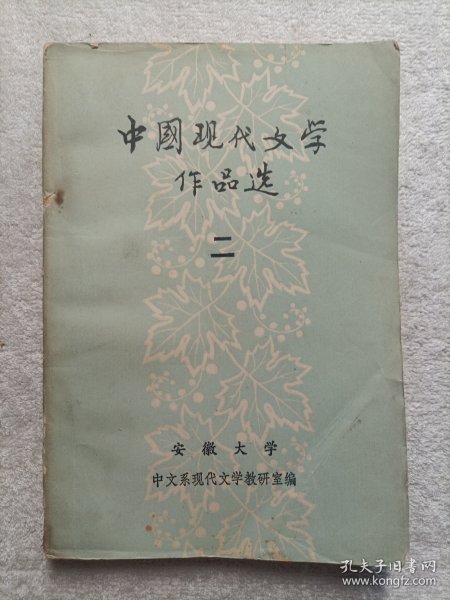 中國现代文学
作品选
二
安徽大学
中文系现代文学教研室编
孔夫子旧书网
www.kongfz.com